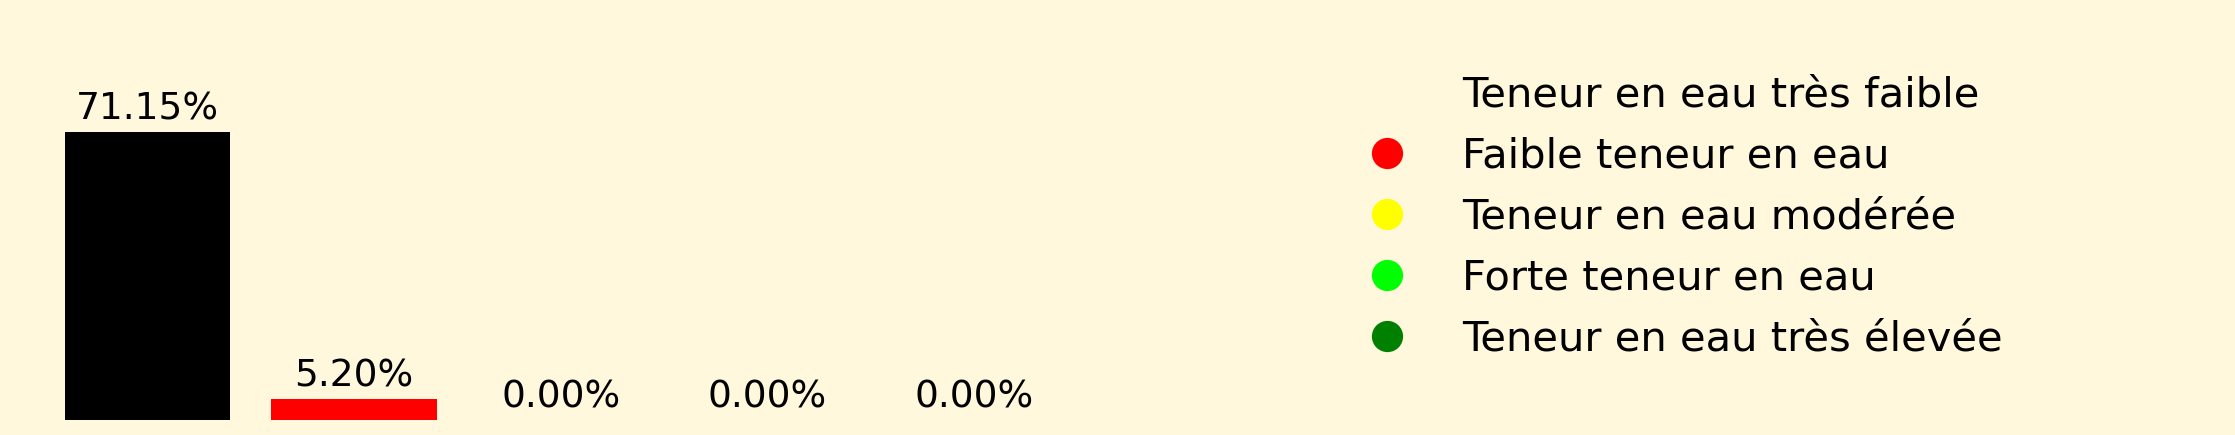 71.15%
5.20%
0.00%
0.00%
0.00%
Teneur en eau très faible
Faible teneur en eau
Teneur en eau modérée
Forte teneur en eau
Teneur en eau très élevée